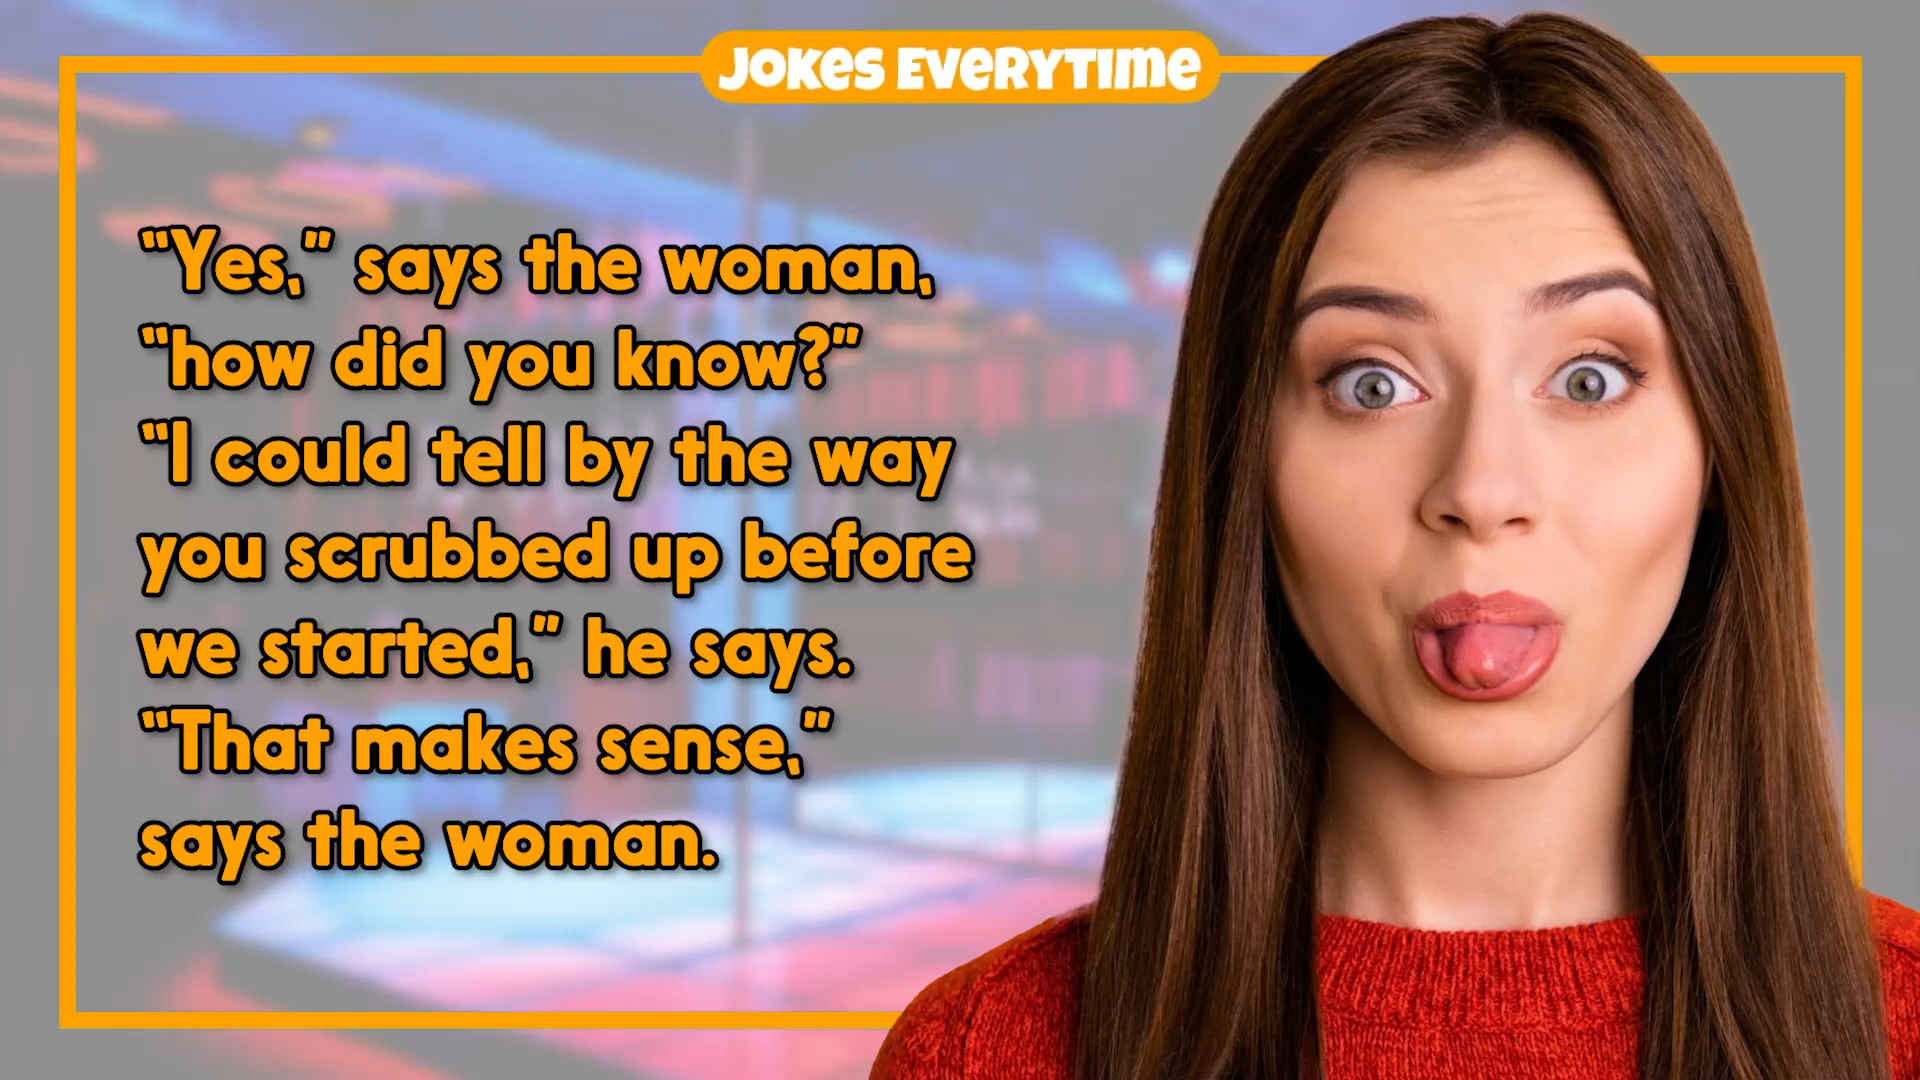 JOKES EVERYTIME
"Yes," says the woman,
"how did you know?"
"I could tell by the way
you scrubbed up before
we started," he says.
"That makes sense,"
says the woman.